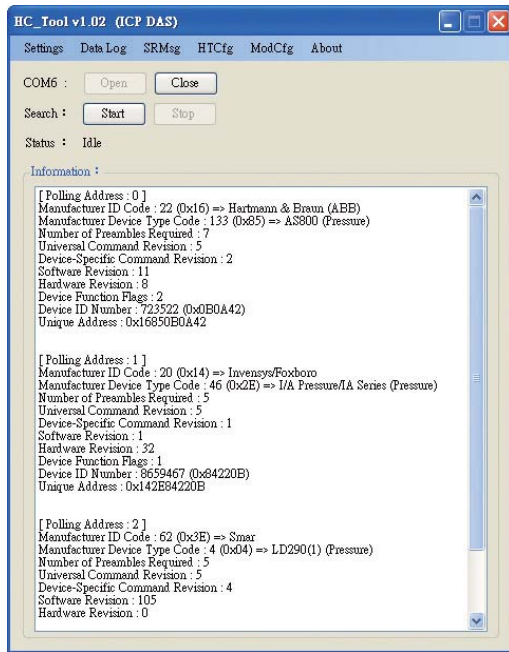 HC_Tool v1.02 (ICP DAS)
Settings Data Log SRMsg HTCfg ModCfg About
COM6 : Open Close
Search : Start Stop
Status : Idle
Information :
[ Polling Address : 0 ]
Manufacturer ID Code : 22 (0x16) => Hartmann & Braun (ABB)
Manufacturer Device Type Code : 133 (0x85) => AS800 (Pressure)
Number of Preambles Required : 7
Universal Command Revision : 5
Device-Specific Command Revision : 2
Software Revision : 11
Hardware Revision : 8
Device Function Flags : 2
Device ID Number : 723522 (0x0B0A42)
Unique Address : 0x16850B0A42
[ Polling Address : 1 ]
Manufacturer ID Code : 20 (0x14) => Invensys/Foxboro
Manufacturer Device Type Code : 46 (0x2E) => I/A Pressure/IA Series (Pressure)
Number of Preambles Required : 5
Universal Command Revision : 5
Device-Specific Command Revision : 1
Software Revision : 1
Hardware Revision : 32
Device Function Flags : 1
Device ID Number : 8659467 (0x84220B)
Unique Address : 0x142E84220B
[ Polling Address : 2 ]
Manufacturer ID Code : 62 (0x3E) => Smar
Manufacturer Device Type Code : 4 (0x04) => LD290(1) (Pressure)
Number of Preambles Required : 5
Universal Command Revision : 5
Device-Specific Command Revision : 4
Software Revision : 105
Hardware Revision : 0